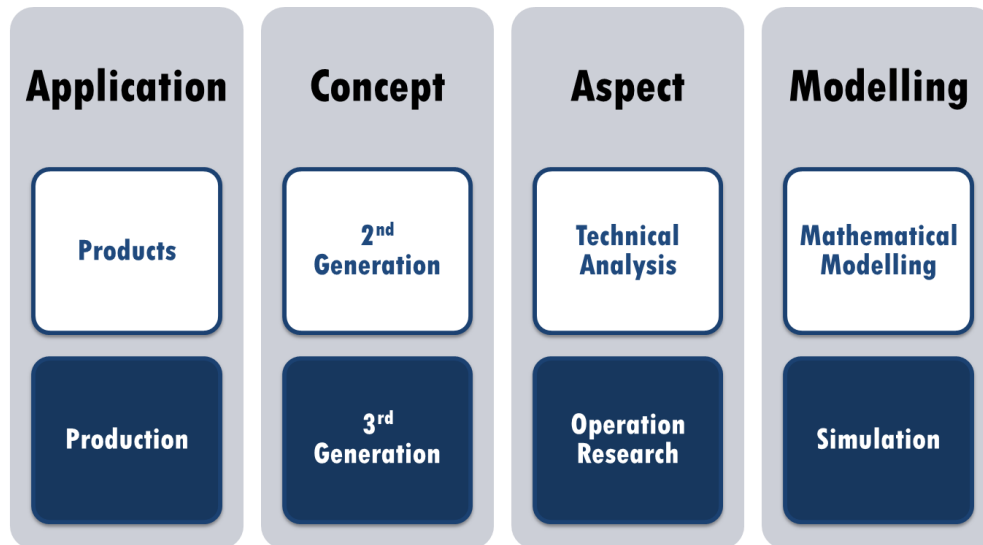 Application
Products
Production
Concept
2nd
Generation
3rd
Generation
Aspect
Technical
Analysis
Operation
Research
Modelling
Mathematical
Modelling
Simulation